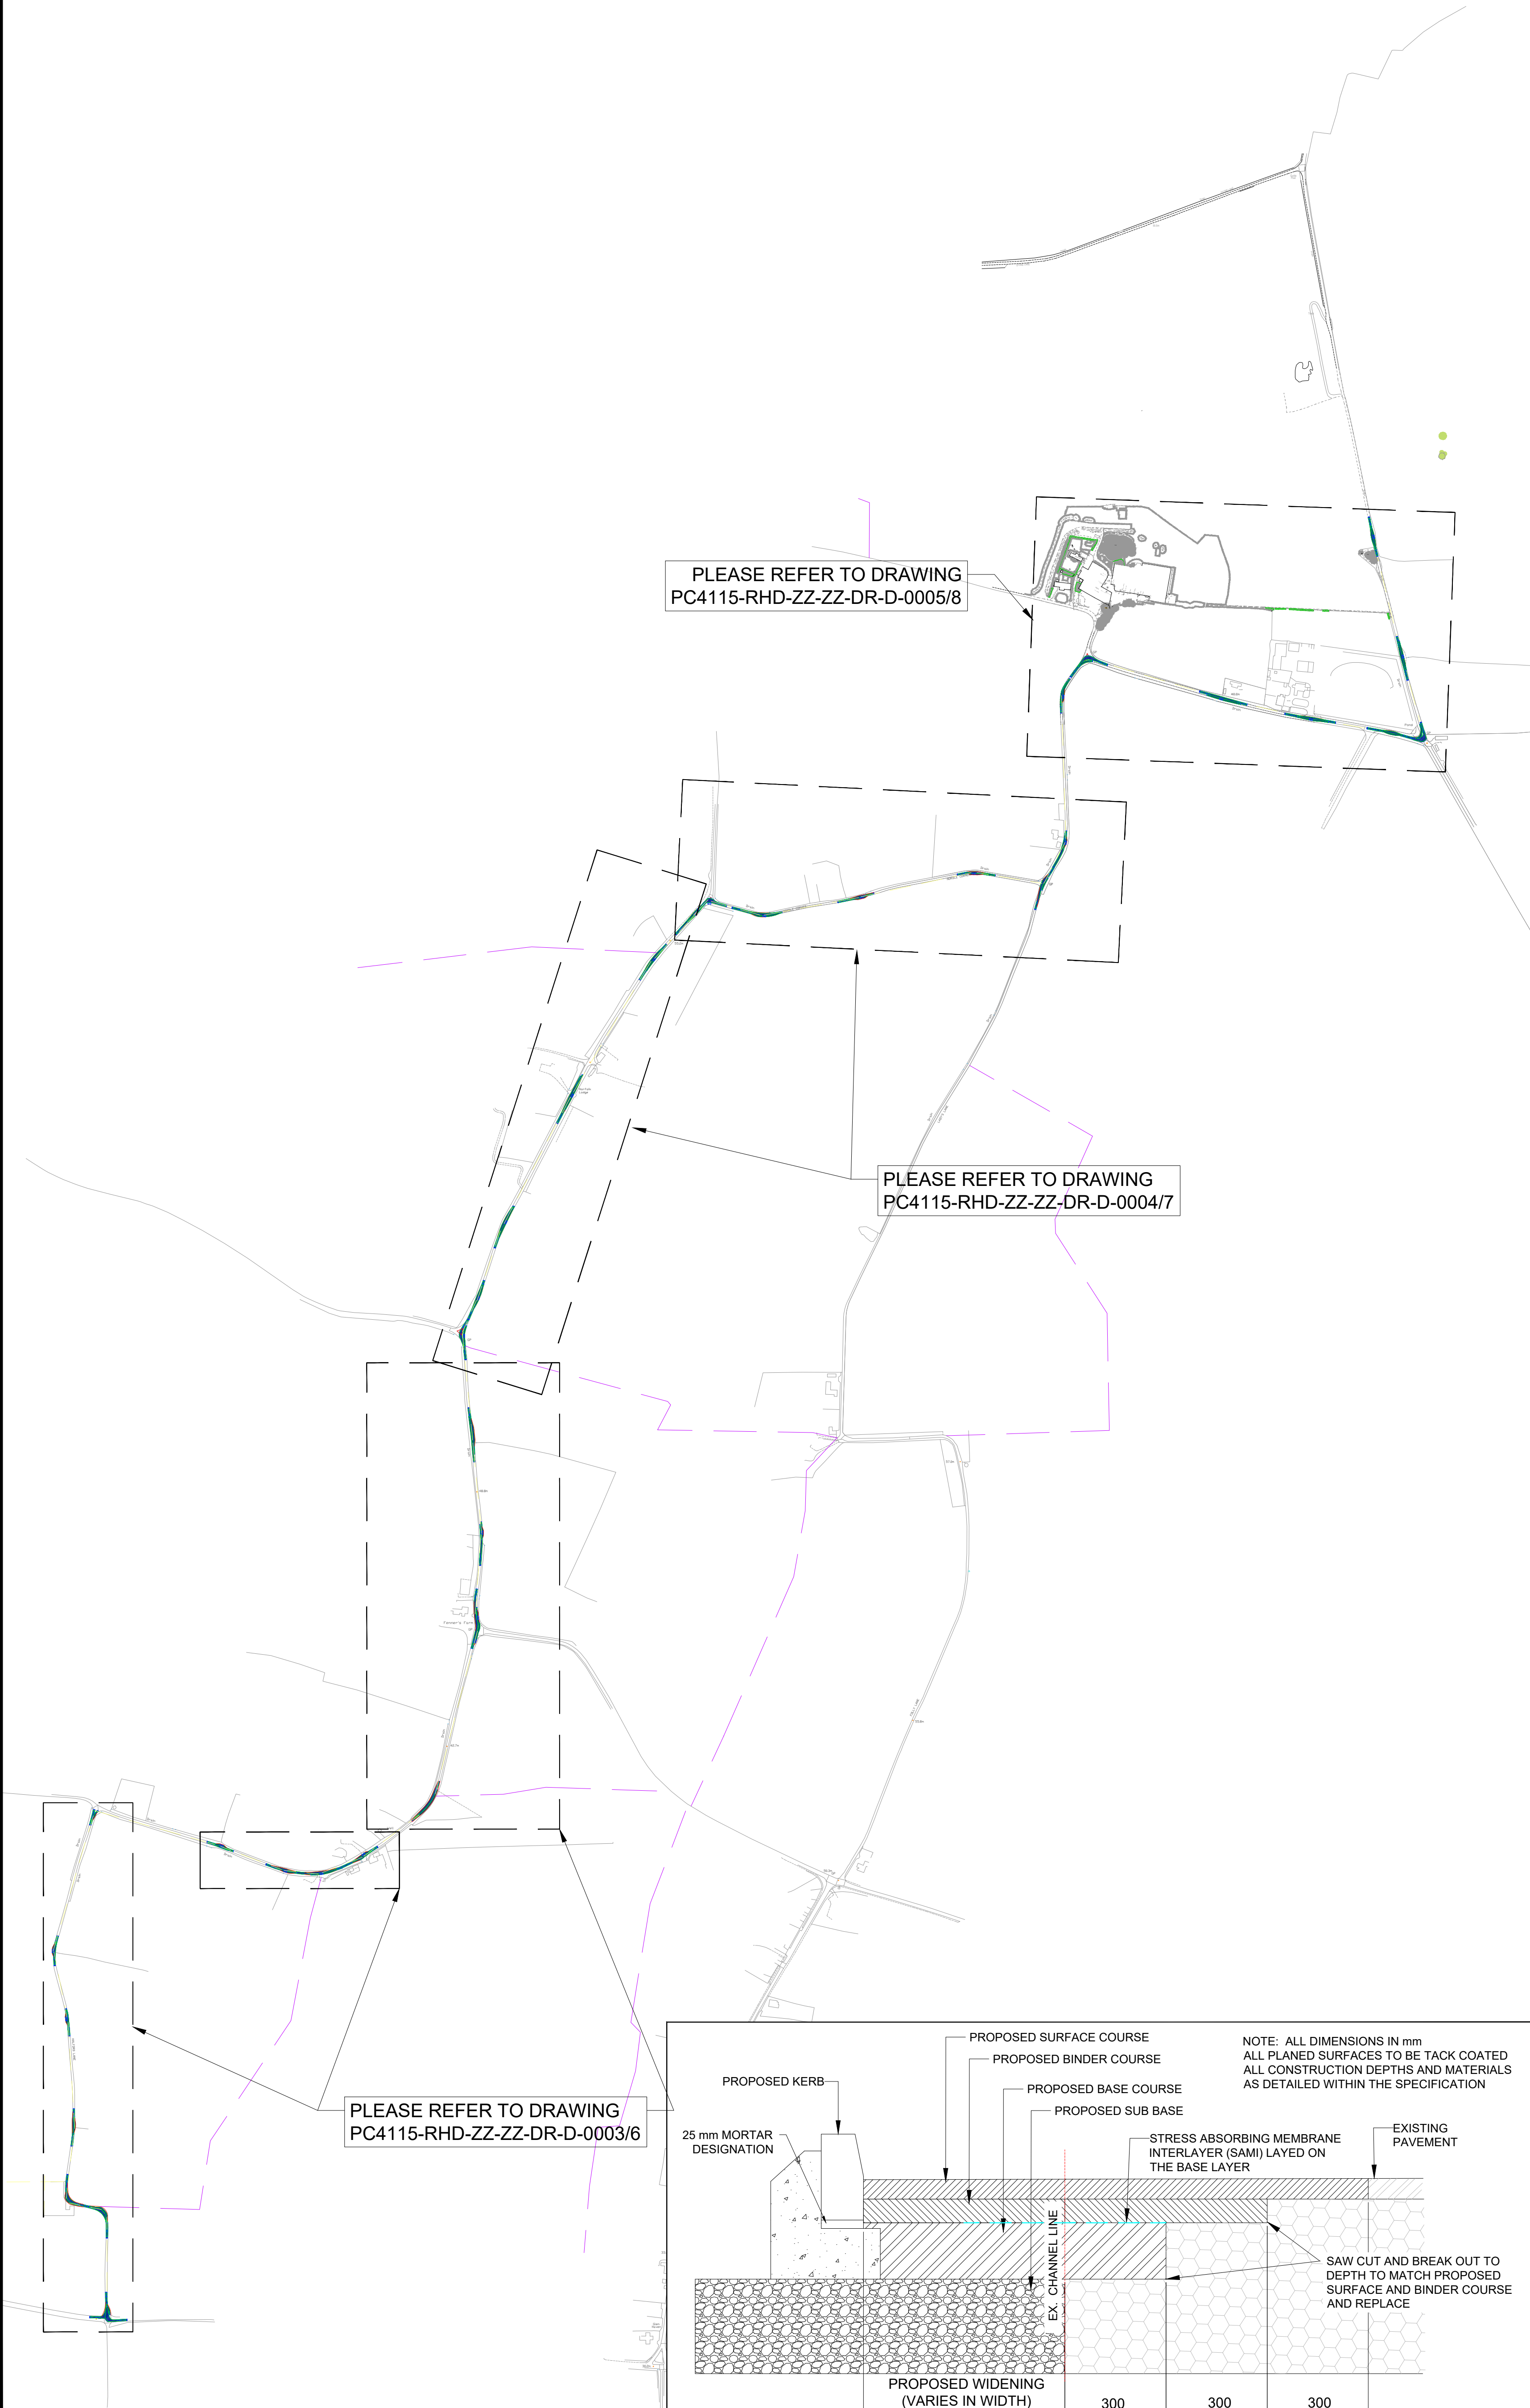 PLEASE REFER TO DRAWING
PC4115-RHD-ZZ-ZZ-DR-D-0005/8
PLEASE REFER TO DRAWING
PC4115-RHD-ZZ-ZZ-DR-D-0004/7
PLEASE REFER TO DRAWING
PC4115-RHD-ZZ-ZZ-DR-D-0003/6
PROPOSED SURFACE COURSE
PROPOSED BINDER COURSE
PROPOSED KERB
PROPOSED BASE COURSE
PROPOSED SUB BASE
25 mm MORTAR
DESIGNATION
NOTE: ALL DIMENSIONS IN mm
ALL PLANED SURFACES TO BE TACK COATED
ALL CONSTRUCTION DEPTHS AND MATERIALS
AS DETAILED WITHIN THE SPECIFICATION
STRESS ABSORBING MEMBRANE
INTERLAYER (SAMI) LAYED ON
THE BASE LAYER
EXISTING
PAVEMENT
EX. CHANNEL LINE
SAW CUT AND BREAK OUT TO
DEPTH TO MATCH PROPOSED
SURFACE AND BINDER COURSE
AND REPLACE
PROPOSED WIDENING
(VARIES IN WIDTH)
300
300
300